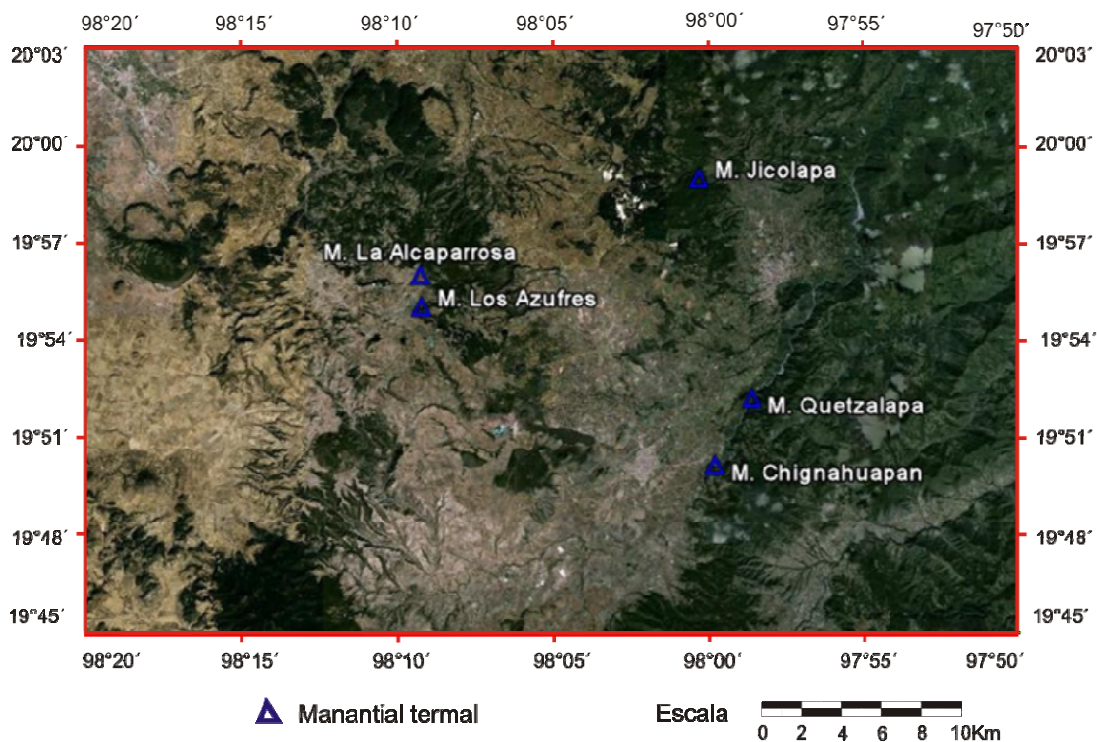 98°20´ 98°15´ 98°10´ 98°05´ 98°00´ 97°55´ 97°50´
20°03´ 20°03´
20°00´ 20°00´
M. Jicolapa
19°57´ 19°57´
M. La Alcaparrosa
M. Los Azufres
19°54´ 19°54´
M. Quetzalapa
19°51´ 19°51´
M. Chignahuapan
19°48´ 19°48´
19°45´ 19°45´
98°20´ 98°15´ 98°10´ 98°05´ 98°00´ 97°55´ 97°50´
Manantial termal Escala
0 2 4 6 8 10Km